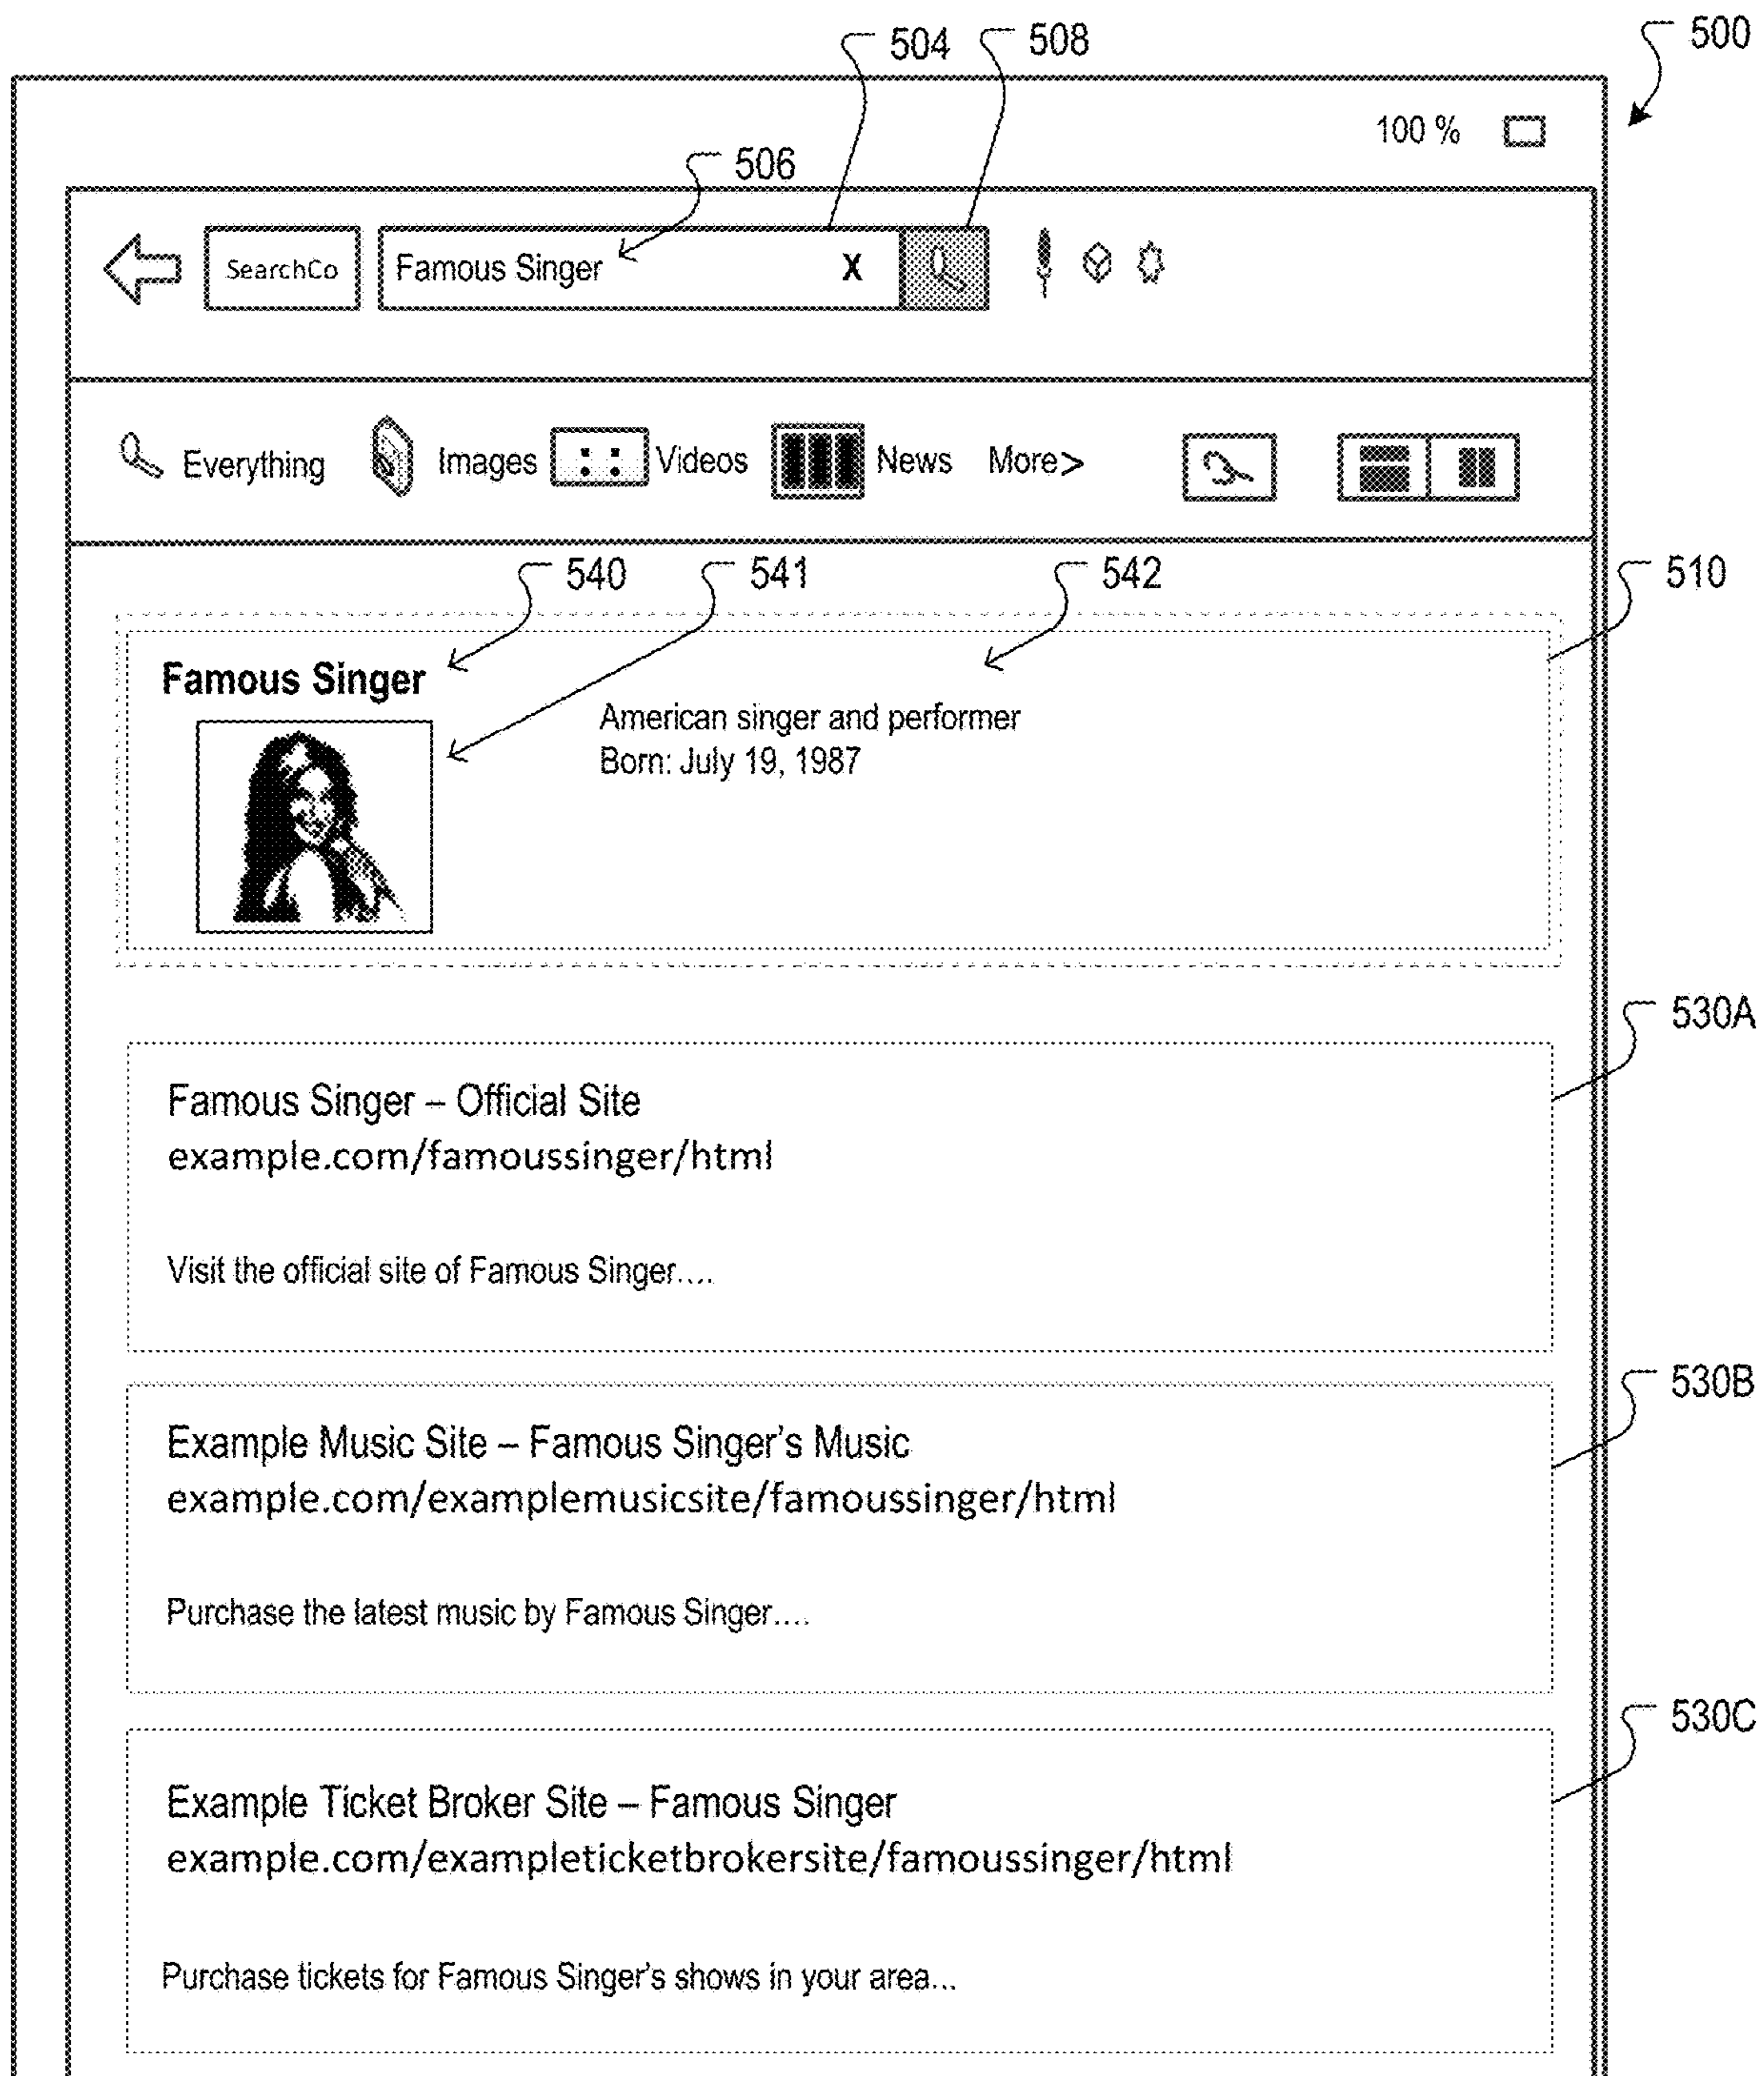 504 508 500
100 %
506
SearchCo Famous Singer X
Everything Images Videos News More>
540 541 542 510
Famous Singer
American singer and performer
Born: July 19, 1987
530A
Famous Singer – Official Site
example.com/famoussinger/html
Visit the official site of Famous Singer....
530B
Example Music Site – Famous Singer's Music
example.com/examplemusicsite/famoussinger/html
Purchase the latest music by Famous Singer....
530C
Example Ticket Broker Site – Famous Singer
example.com/exampleticketbrokersite/famoussinger/html
Purchase tickets for Famous Singer's shows in your area...